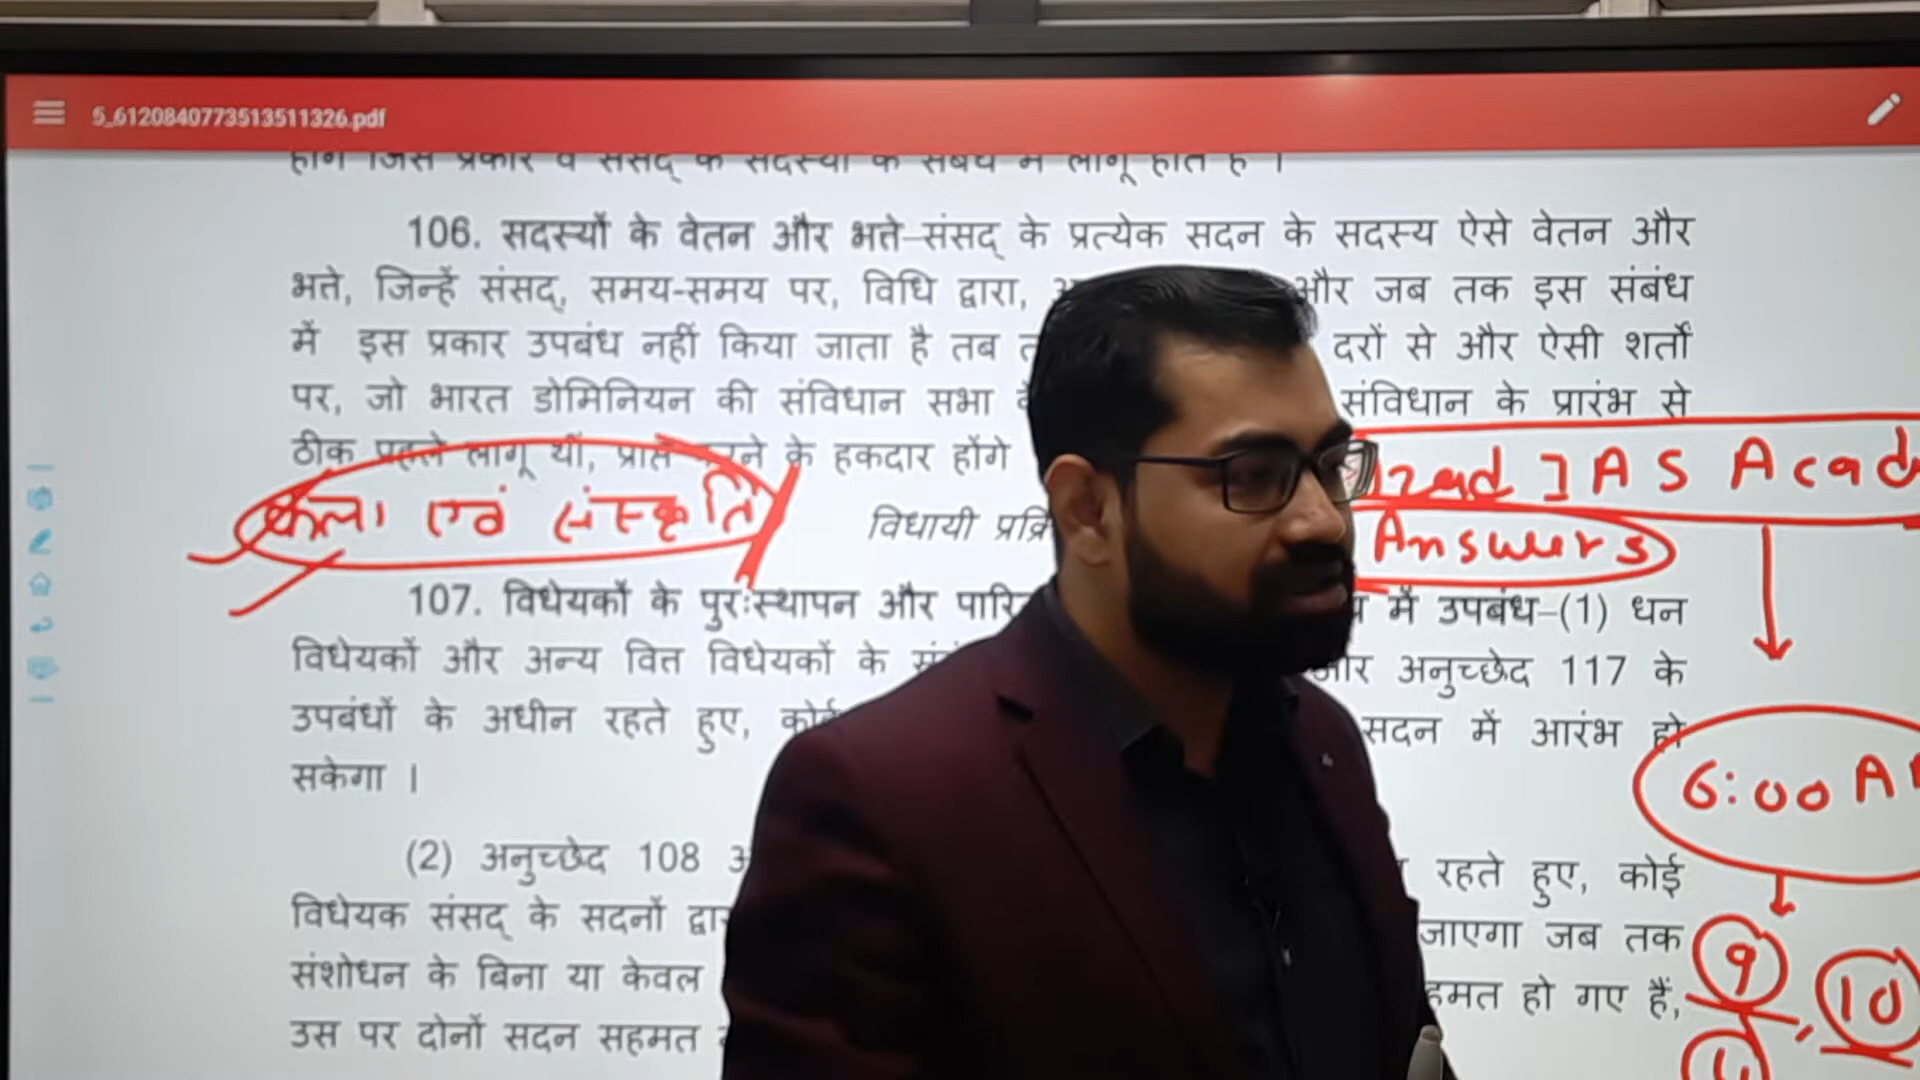 5_6120840773513511326.pdf
होंगे जिस प्रकार वे संसद् के सदस्यों के संबंध में लागू होते हैं ।
106. सदस्यों के वेतन और भत्ते–संसद् के प्रत्येक सदन के सदस्य ऐसे वेतन और
भत्ते, जिन्हें संसद्, समय-समय पर, विधि द्वारा, और जब तक इस संबंध
में इस प्रकार उपबंध नहीं किया जाता है तब दरों से और ऐसी शर्तों
पर, जो भारत डोमिनियन की संविधान सभा संविधान के प्रारंभ से
ठीक पहले लागू थीं, प्राप्त करने के हकदार होंगे
IAS Acad
कला एवं संस्कृति
विधायी
Answers
107. विधेयकों के पुरःस्थापन और में उपबंध–(1) धन
विधेयकों और अन्य वित्त विधेयकों के और अनुच्छेद 117 के
उपबंधों के अधीन रहते हुए, सदन में आरंभ हो
सकेगा ।
6:00 A
(2) अनुच्छेद 108 रहते हुए, कोई
विधेयक संसद् के सदनों जाएगा जब तक
9
संशोधन के बिना या केवल हो गए हैं,
, 10
उस पर दोनों सदन सहमत